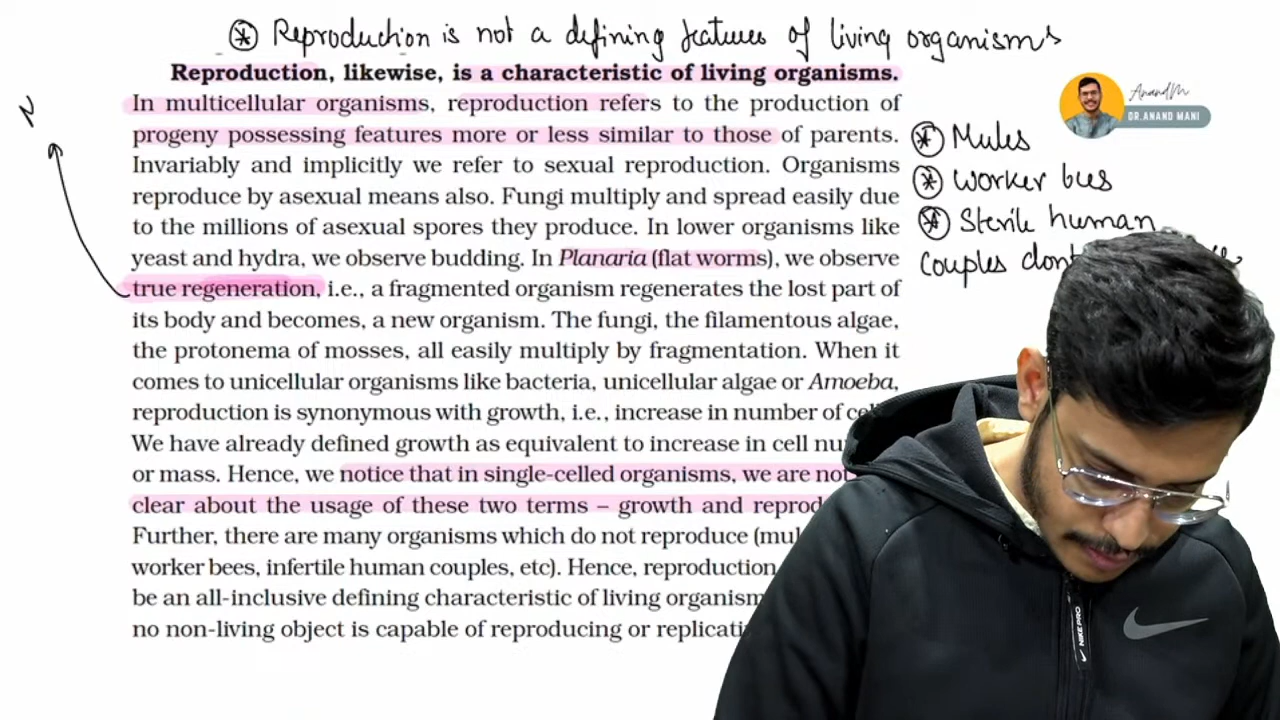 ⊛ Reproduction is not a defining features of living organisms
Reproduction, likewise, is a characteristic of living organisms.
In multicellular organisms, reproduction refers to the production of
progeny possessing features more or less similar to those of parents.
Invariably and implicitly we refer to sexual reproduction. Organisms
reproduce by asexual means also. Fungi multiply and spread easily due
to the millions of asexual spores they produce. In lower organisms like
yeast and hydra, we observe budding. In Planaria (flat worms), we observe
true regeneration, i.e., a fragmented organism regenerates the lost part of
its body and becomes, a new organism. The fungi, the filamentous algae,
the protonema of mosses, all easily multiply by fragmentation. When it
comes to unicellular organisms like bacteria, unicellular algae or Amoeba,
reproduction is synonymous with growth, i.e., increase in number of
We have already defined growth as equivalent to increase in cell
or mass. Hence, we notice that in single-celled organisms, we are not
clear about the usage of these two terms – growth and
Further, there are many organisms which do not reproduce
worker bees, infertile human couples, etc). Hence, reproduction
be an all-inclusive defining characteristic of living
no non-living object is capable of reproducing or
N
AnandM
DR.ANAND MANI
⊛ Mules
⊛ Worker bees
⊛ Sterile human
Couples dont
NIKE PRO